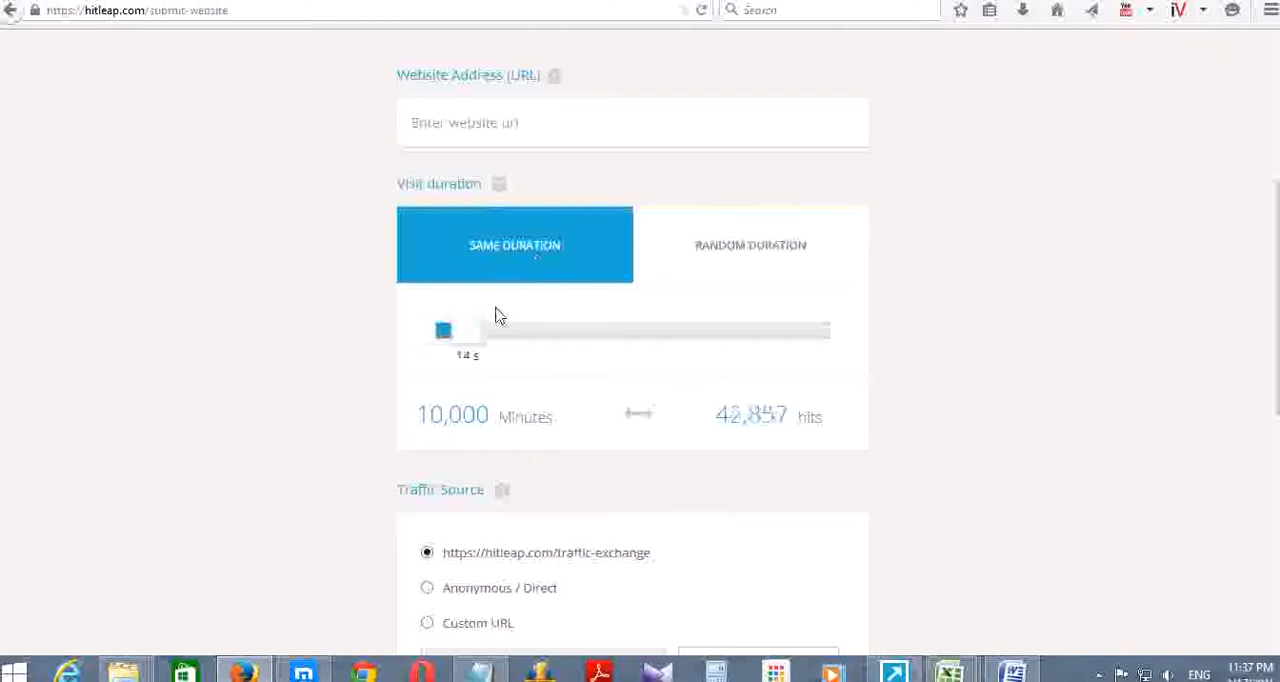 https://hitleap.com/submit-website
Search
Website Address (URL)
Enter website url
Visit duration
SAME DURATION
RANDOM DURATION
14 s
10,000 Minutes
hits
Traffic Source
https://hitleap.com/traffic-exchange
Anonymous / Direct
Custom URL
ENG
11:37 PM